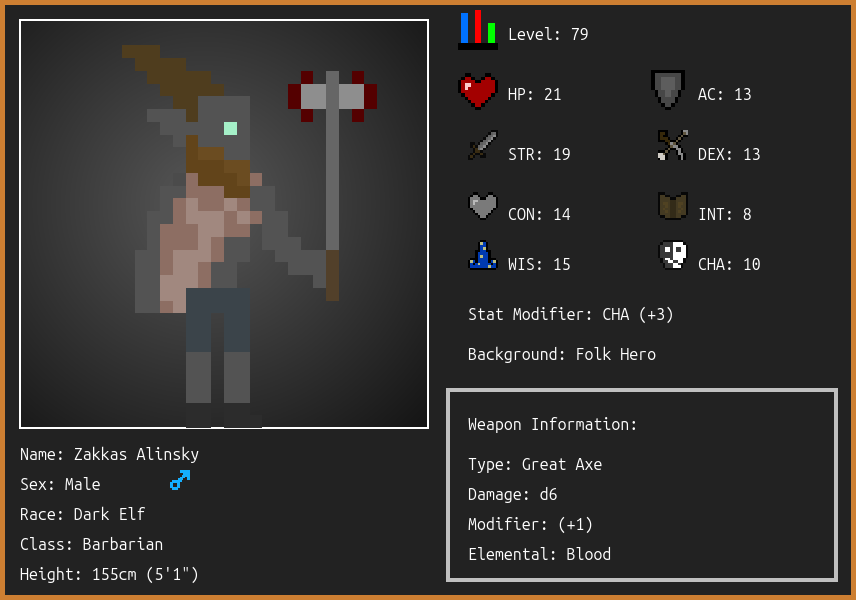 Level: 79
HP: 21
AC: 13
STR: 19
DEX: 13
CON: 14
INT: 8
WIS: 15
CHA: 10
Stat Modifier: CHA (+3)
Background: Folk Hero
Weapon Information:
Type: Great Axe
Damage: d6
Modifier: (+1)
Elemental: Blood
Name: Zakkas Alinsky
Sex: Male
Race: Dark Elf
Class: Barbarian
Height: 155cm (5'1")